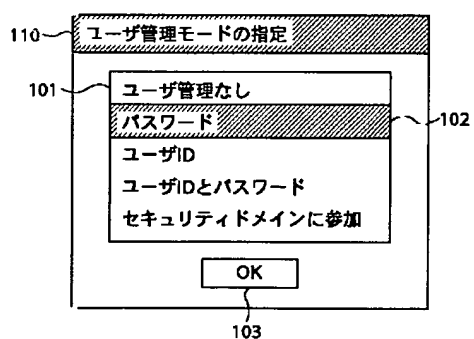 110
ユーザ管理モードの指定
101
ユーザ管理なし
パスワード
102
ユーザID
ユーザIDとパスワード
セキュリティドメインに参加
OK
103